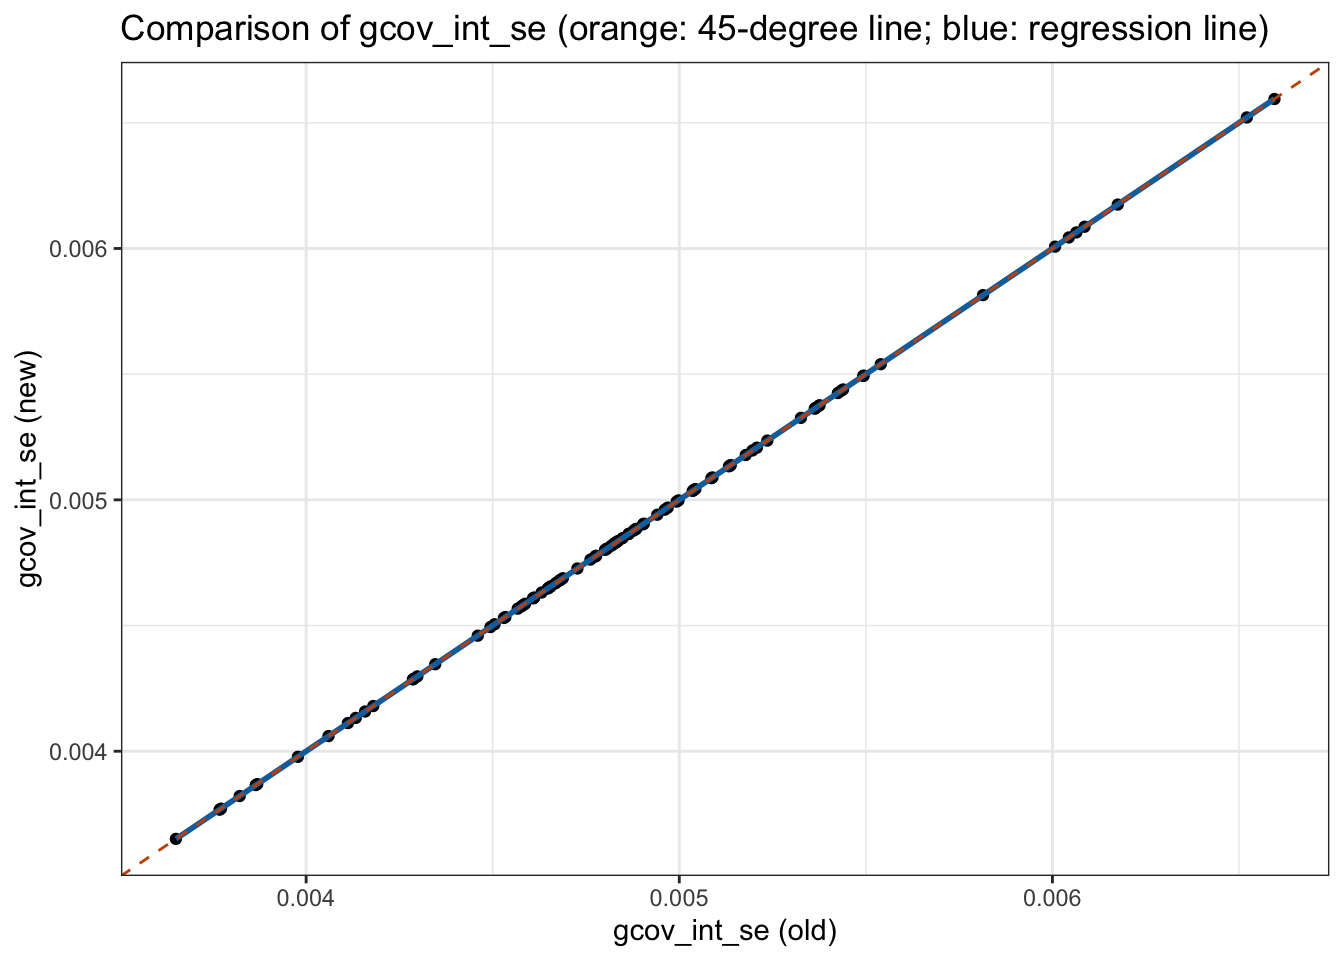 Comparison of gcov_int_se (orange: 45-degree line; blue: regression line)
gcov_int_se (new)
0.006
0.005
0.004
0.004
0.005
0.006
gcov_int_se (old)